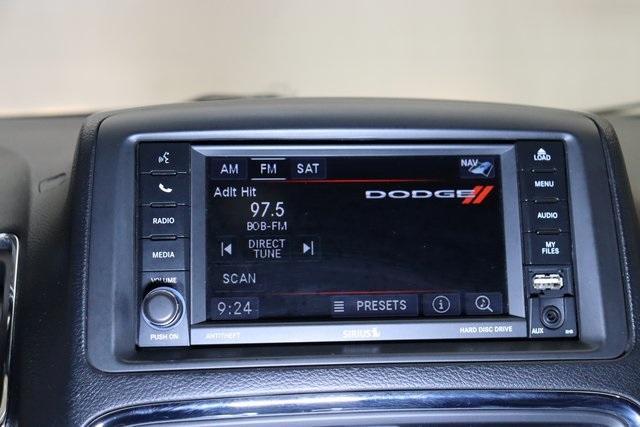 LOAD
AM FM SAT
NAV
MENU
Adlt Hit
DODGE
97.5
RADIO
AUDIO
BOB-FM
DIRECT
TUNE
MEDIA
MY
FILES
SCAN
VOLUME
9:24
PRESETS
PUSH ON
ANTITHEFT
SIRIUS
HARD DISC DRIVE
AUX